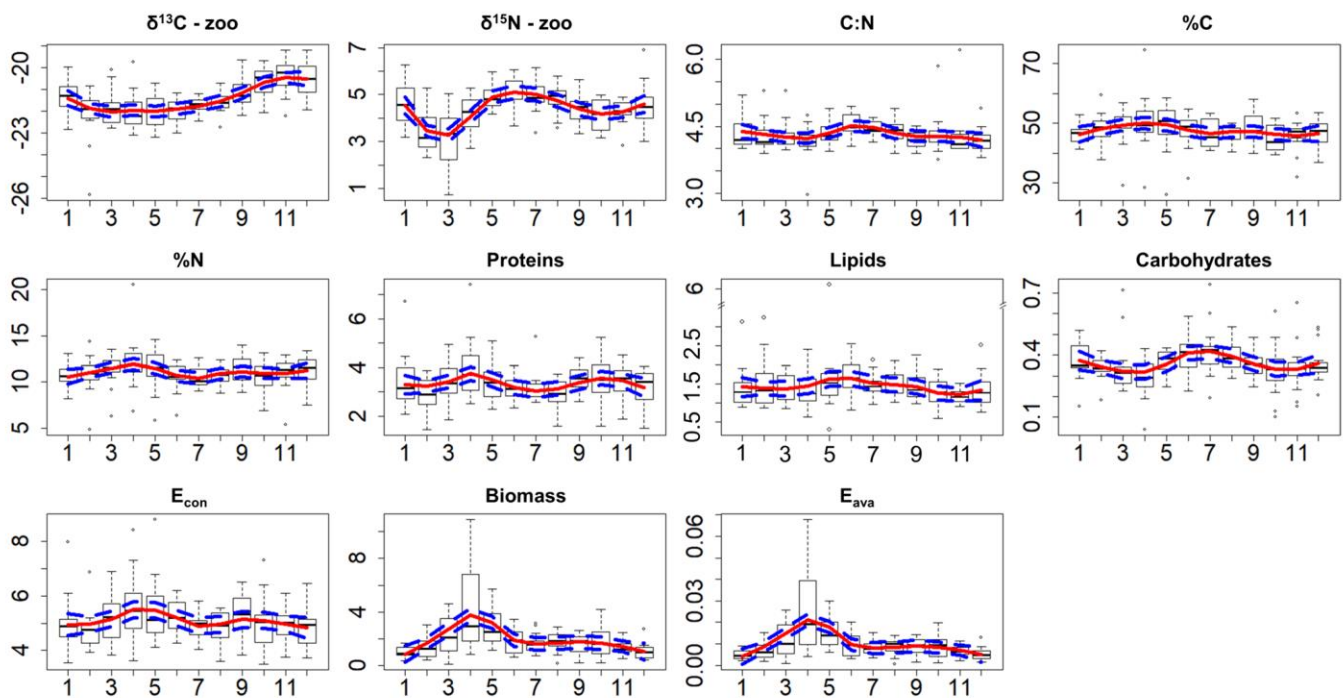 δ¹³C - zoo
-20
-23
-26
1 3 5 7 9 11
δ¹⁵N - zoo
7
5
3
1
1 3 5 7 9 11
C:N
6.0
4.5
3.0
1 3 5 7 9 11
%C
70
50
30
1 3 5 7 9 11
%N
20
15
10
5
1 3 5 7 9 11
Proteins
6
4
2
1 3 5 7 9 11
Lipids
6
2.5
1.5
0.5
1 3 5 7 9 11
Carbohydrates
0.7
0.4
0.1
1 3 5 7 9 11
E_con
8
6
4
1 3 5 7 9 11
Biomass
8
4
0
1 3 5 7 9 11
E_ava
0.06
0.03
0.00
1 3 5 7 9 11